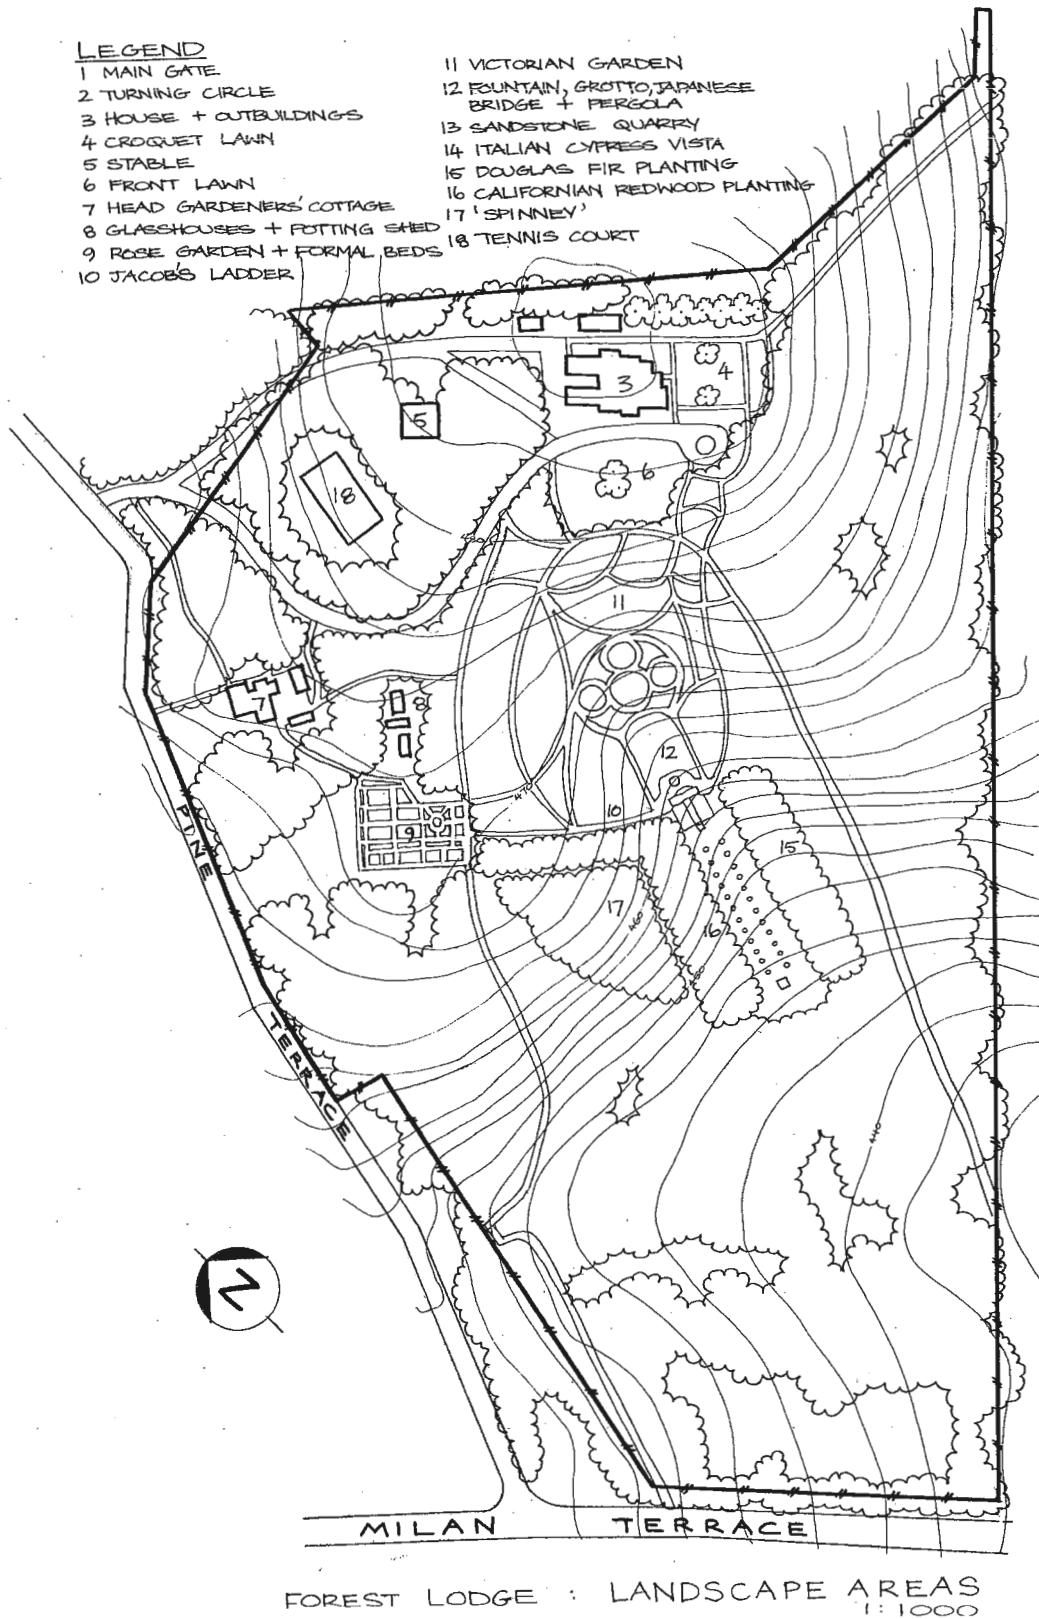 LEGEND
1 MAIN GATE
2 TURNING CIRCLE
3 HOUSE + OUTBUILDINGS
4 CROQUET LAWN
5 STABLE
6 FRONT LAWN
7 HEAD GARDENERS' COTTAGE
8 GLASSHOUSES + POTTING SHED
9 ROSE GARDEN + FORMAL BEDS
10 JACOB'S LADDER
11 VICTORIAN GARDEN
12 FOUNTAIN, GROTTO, JAPANESE
BRIDGE + PERGOLA
13 SANDSTONE QUARRY
14 ITALIAN CYPRESS VISTA
15 DOUGLAS FIR PLANTING
16 CALIFORNIAN REDWOOD PLANTING
17 'SPINNEY'
18 TENNIS COURT
3
4
5
6
18
11
7
8
12
10
9
15
17
16
460
440
PINE
TERRACE
N
MILAN TERRACE
FOREST LODGE : LANDSCAPE AREAS
1:1000